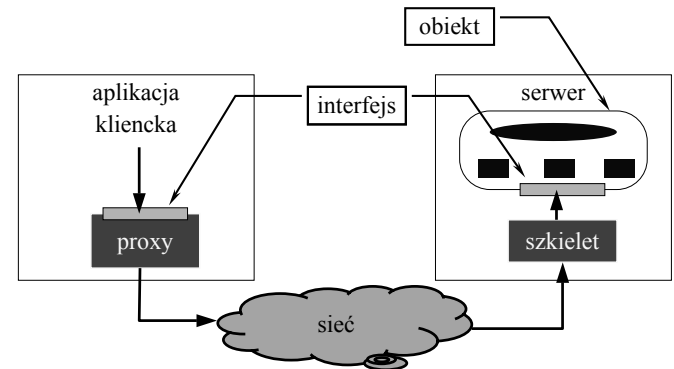 obiekt
aplikacja
kliencka
interfejs
serwer
proxy
szkielet
sieć